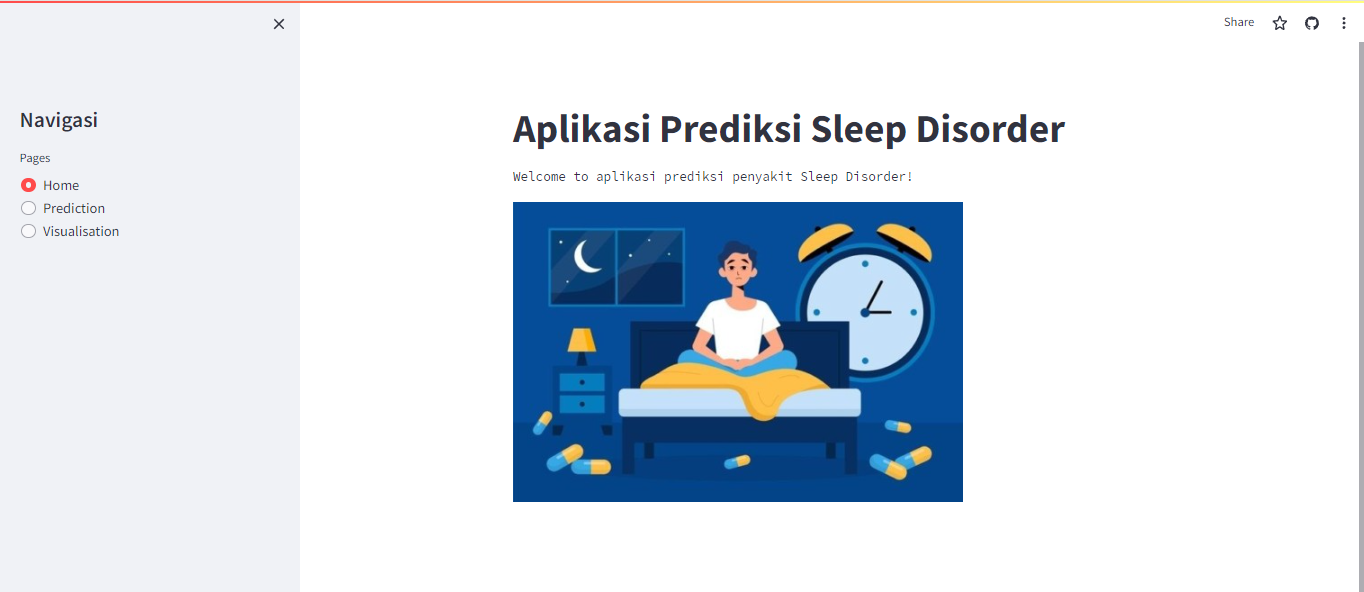 Share
Navigasi
Pages
Home
Prediction
Visualisation
Aplikasi Prediksi Sleep Disorder
Welcome to aplikasi prediksi penyakit Sleep Disorder!